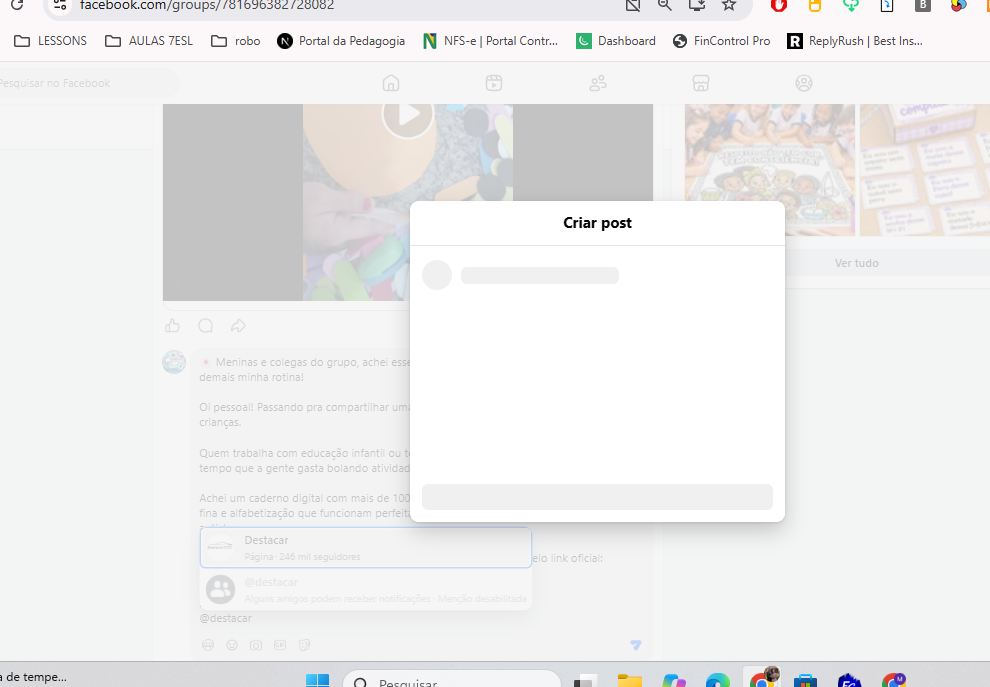 facebook.com/groups/781696382728082
LESSONS
AULAS 7ESL
robo
Portal da Pedagogia
NFS-e | Portal Contr...
Dashboard
FinControl Pro
ReplyRush | Best Ins...
Pesquisar no Facebook
Criar post
Ver tudo
Meninas e colegas do grupo, achei esse
demais minha rotina!
Oi pessoal! Passando pra compartilhar uma
crianças.
Quem trabalha com educação infantil ou
tempo que a gente gasta bolando atividad
Achei um caderno digital com mais de 100
fina e alfabetização que funcionam perfeit
Destacar
Página · 246 mil seguidores
elo link oficial:
@destacar
Alguns amigos podem receber notificações · Menção desabilitada
@destacar
a de tempe...
Pesquisar